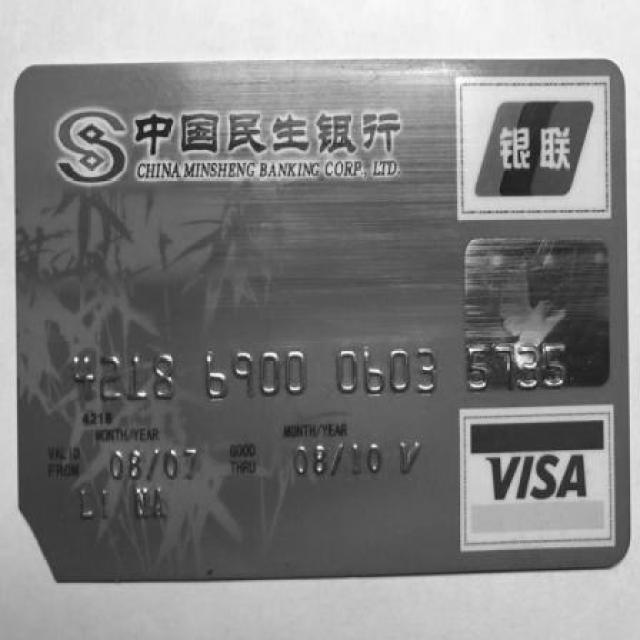 中国民生银行
CHINA MINSHENG BANKING CORP., LTD.
银联
4218 6900 0603
4218
MONTH/YEAR MONTH/YEAR
VALID FROM 08/07 GOOD THRU 08/10 V
LI NA
VISA